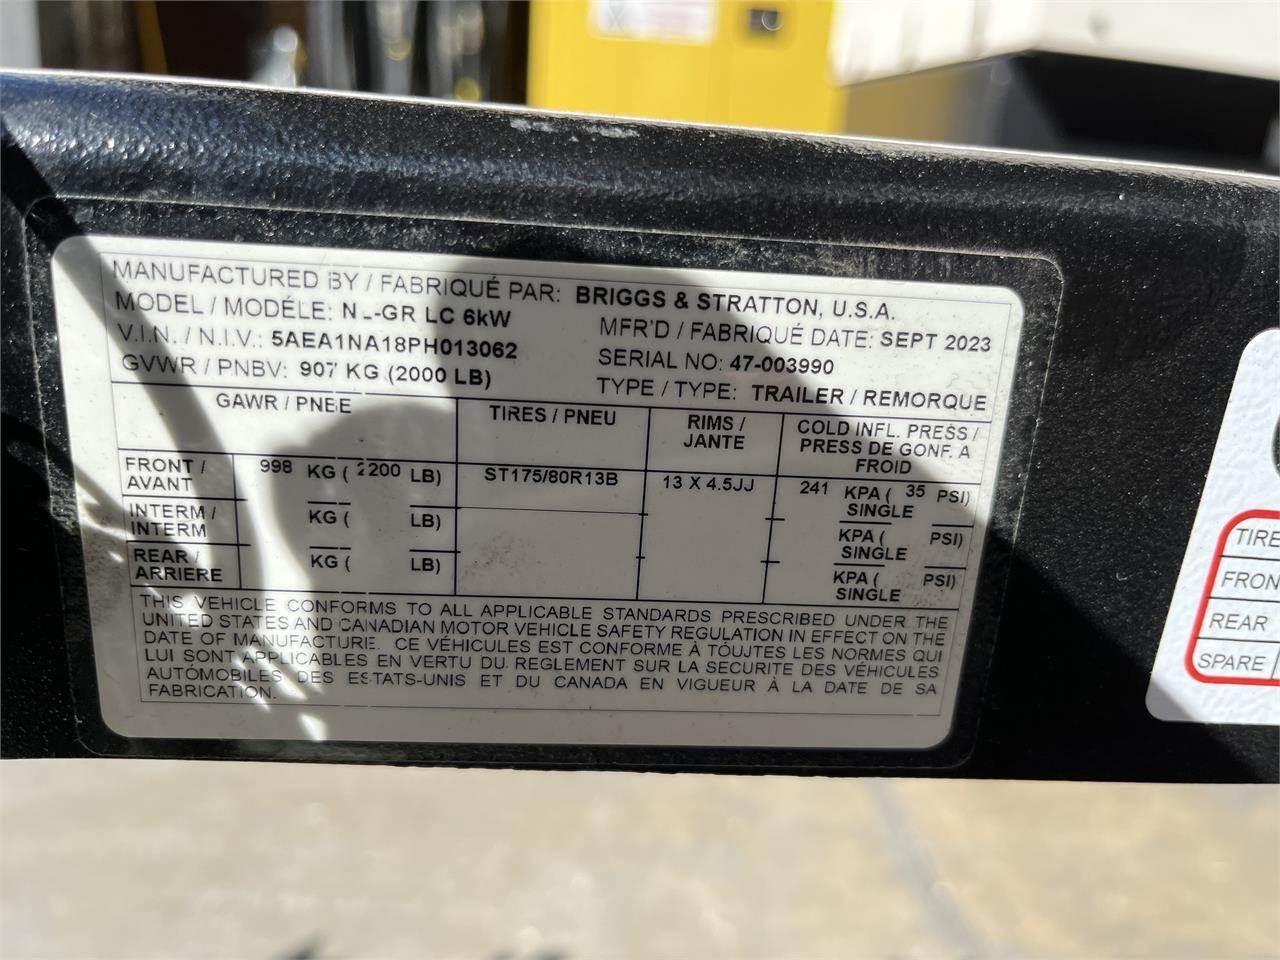 MANUFACTURED BY / FABRIQUÉ PAR: BRIGGS & STRATTON, U.S.A.
MODEL / MODÉLE: NL-GR LC 6kW
MFR'D / FABRIQUÉ DATE: SEPT 2023
V.I.N. / N.I.V.: 5AEA1NA18PH013062
SERIAL NO: 47-003990
GVWR / PNBV: 907 KG (2000 LB)
TYPE / TYPE: TRAILER / REMORQUE
GAWR / PNBE
TIRES / PNEU
RIMS / JANTE
COLD INFL. PRESS / PRESS DE GONF. A FROID
FRONT / AVANT 998 KG ( 2200 LB) ST175/80R13B 13 X 4.5JJ 241 KPA ( 35 PSI) SINGLE
INTERM / INTERM KG ( LB) KPA ( PSI) SINGLE
REAR / ARRIERE KG ( LB) KPA ( PSI) SINGLE
THIS VEHICLE CONFORMS TO ALL APPLICABLE STANDARDS PRESCRIBED UNDER THE
UNITED STATES AND CANADIAN MOTOR VEHICLE SAFETY REGULATION IN EFFECT ON THE
DATE OF MANUFACTURE. CE VÉHICULES EST CONFORME À TOUJTES LES NORMES QUI
LUI SONT APPLICABLES EN VERTU DU REGLEMENT SUR LA SECURITE DES VÉHICULES
AUTÓMOBILES DES ESTATS-UNIS ET DU CANADA EN VIGUEUR À LA DATE DE SA
FABRICATION.
TIRE
FRON
REAR
SPARE